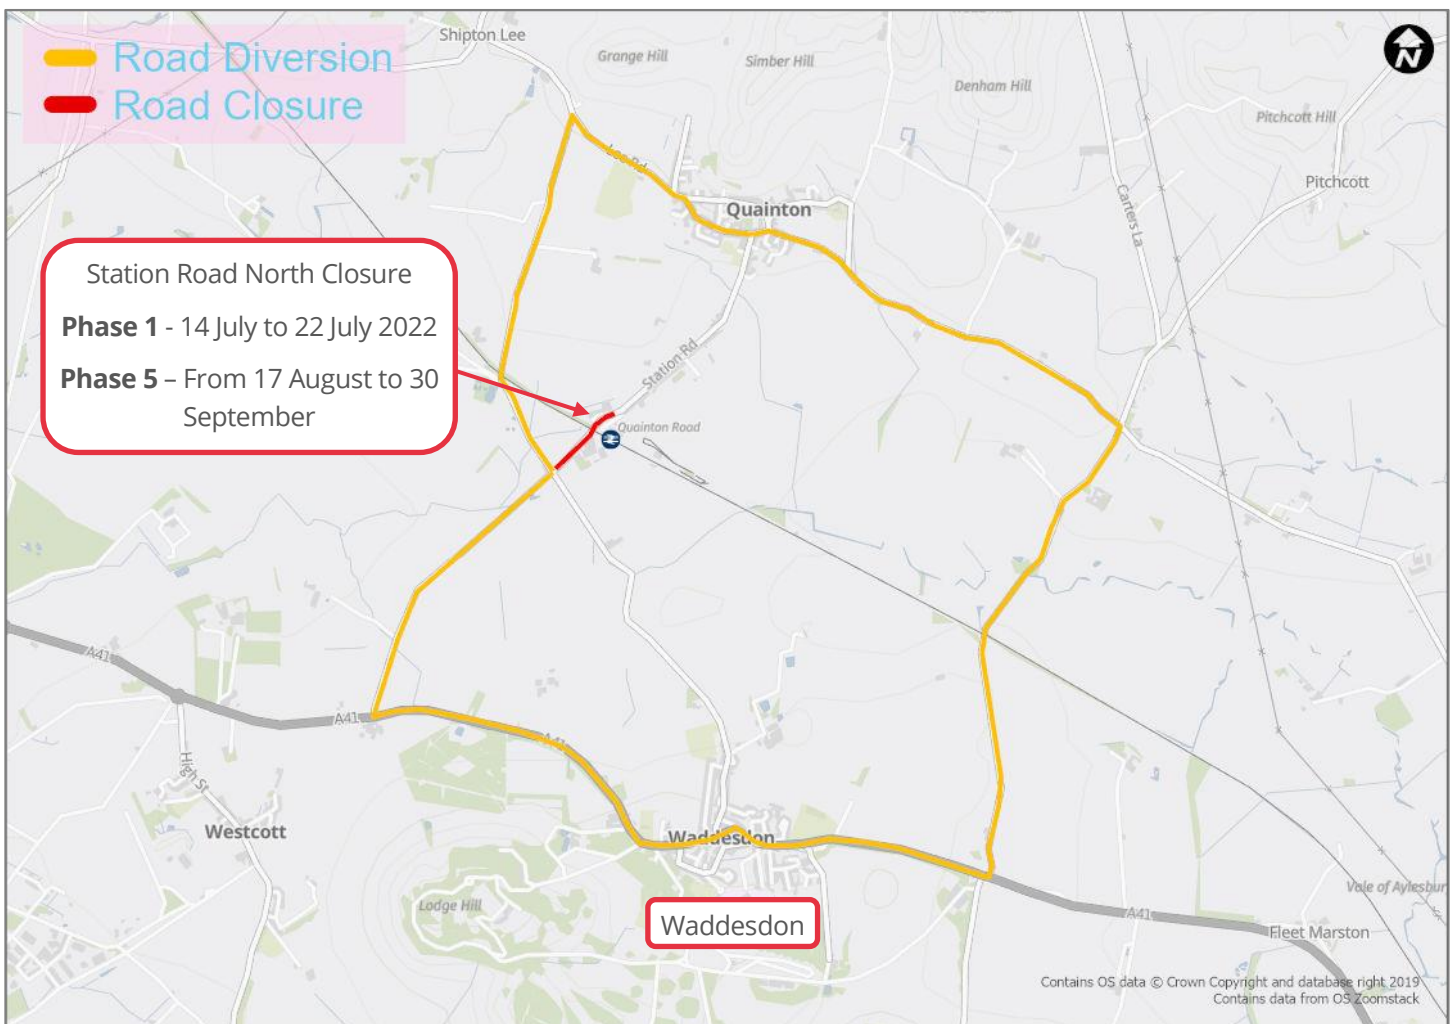 Road Diversion
Road Closure
Shipton Lee
Grange Hill
Simber Hill
Denham Hill
N
Pitchcott Hill
Pitchcott
Carters La
Lee Rd
Quainton
Station Road North Closure
Phase 1 - 14 July to 22 July 2022
Phase 5 – From 17 August to 30
September
Station Rd
Quainton Road
A41
A41
A41
High St
Westcott
Waddesdon
Lodge Hill
Waddesdon
A41
Vale of Aylesbur
Fleet Marston
Contains OS data © Crown Copyright and database right 2019
Contains data from OS Zoomstack